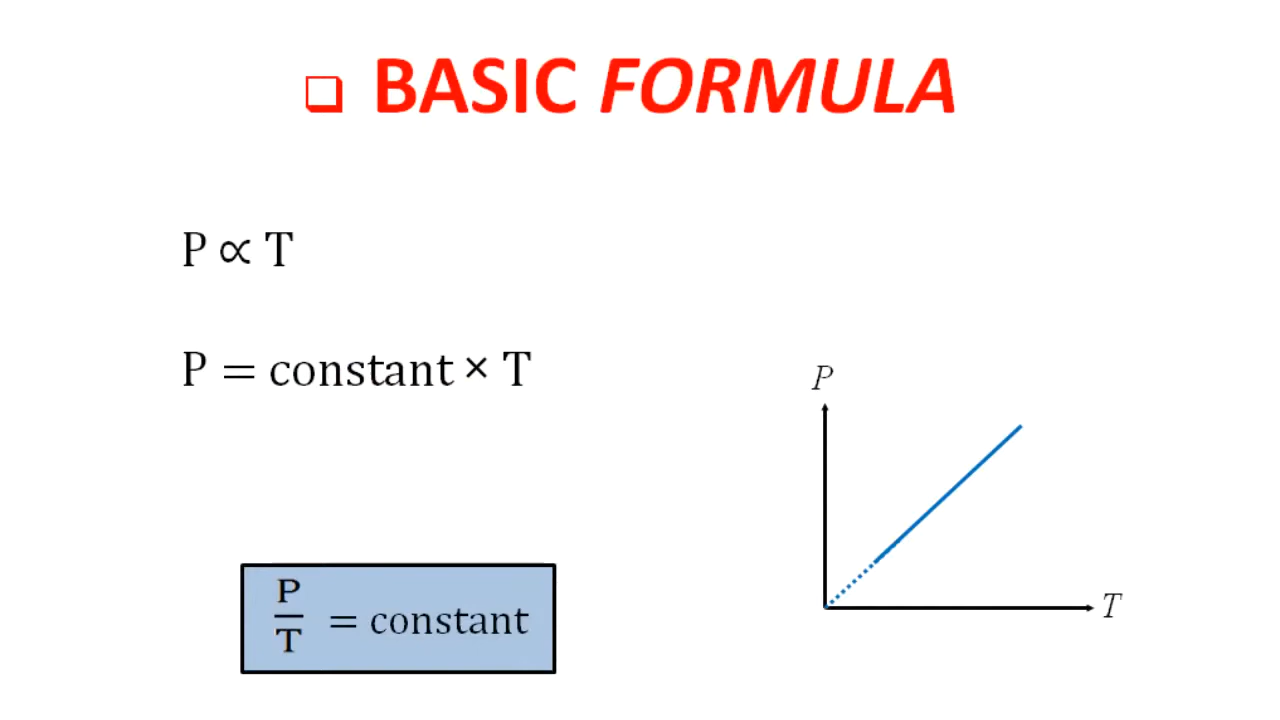 ❑ BASIC FORMULA
P ∝ T
P = constant × T
P
P/T = constant
T